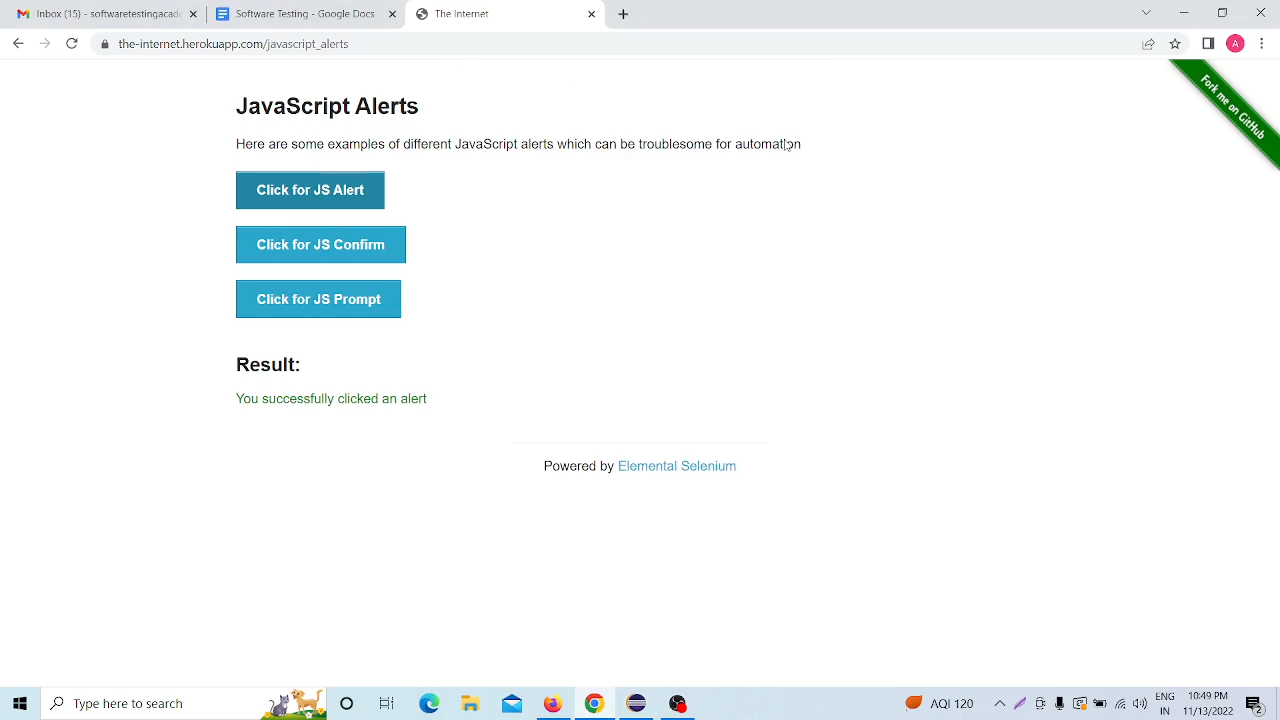 Inbox (15) - softwaretestingacade
Software Testing - Google Docs
The Internet
the-internet.herokuapp.com/javascript_alerts
A
Fork me on GitHub
JavaScript Alerts
Here are some examples of different JavaScript alerts which can be troublesome for automation
Click for JS Alert
Click for JS Confirm
Click for JS Prompt
Result:
You successfully clicked an alert
Powered by Elemental Selenium
Type here to search
AQI 120
ENG
IN
10:49 PM
11/13/2022
2